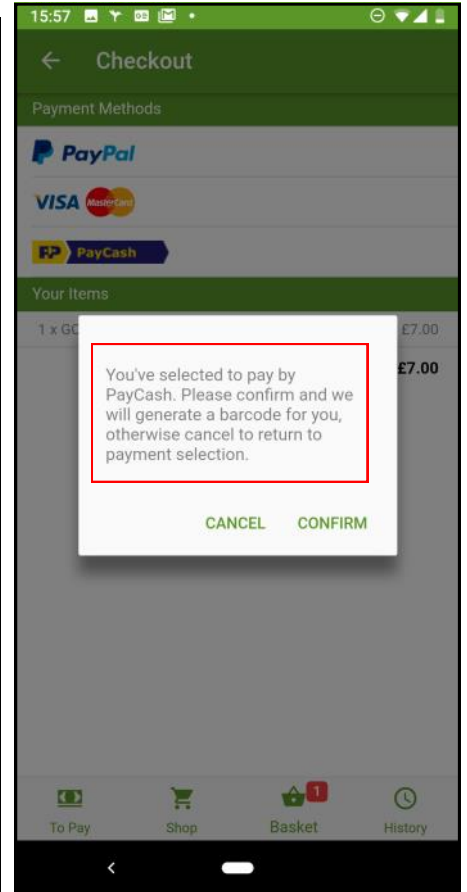 15:57
Checkout
Payment Methods
PayPal
VISA MasterCard
PP PayCash
Your Items
1 x GO £7.00
£7.00
You've selected to pay by
PayCash. Please confirm and we
will generate a barcode for you,
otherwise cancel to return to
payment selection.
CANCEL CONFIRM
1
To Pay Shop Basket History